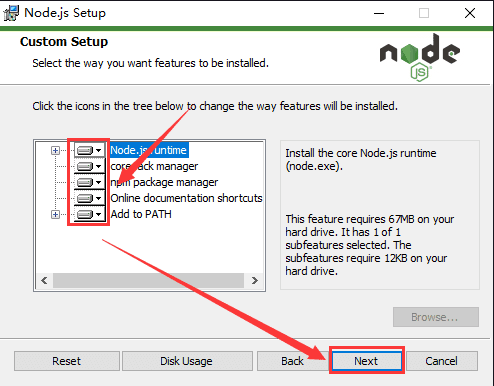 Node.js Setup
Custom Setup
Select the way you want features to be installed.
node
JS
Click the icons in the tree below to change the way features will be installed.
Node.js runtime
corepack manager
npm package manager
Online documentation shortcuts
Add to PATH
Install the core Node.js runtime
(node.exe).
This feature requires 67MB on your
hard drive. It has 1 of 1
subfeatures selected. The
subfeatures require 12KB on your
hard drive.
Browse...
Reset
Disk Usage
Back
Next
Cancel